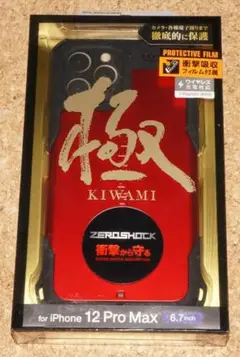 カメラ・各種端子周りまで
徹底的に保護
PROTECTIVE FILM
衝撃吸収
フィルム付属
ワイヤレス
充電対応
極
KIWAMI
ZEROSHOCK
衝撃から守る
for iPhone 12 Pro Max
6.7inch